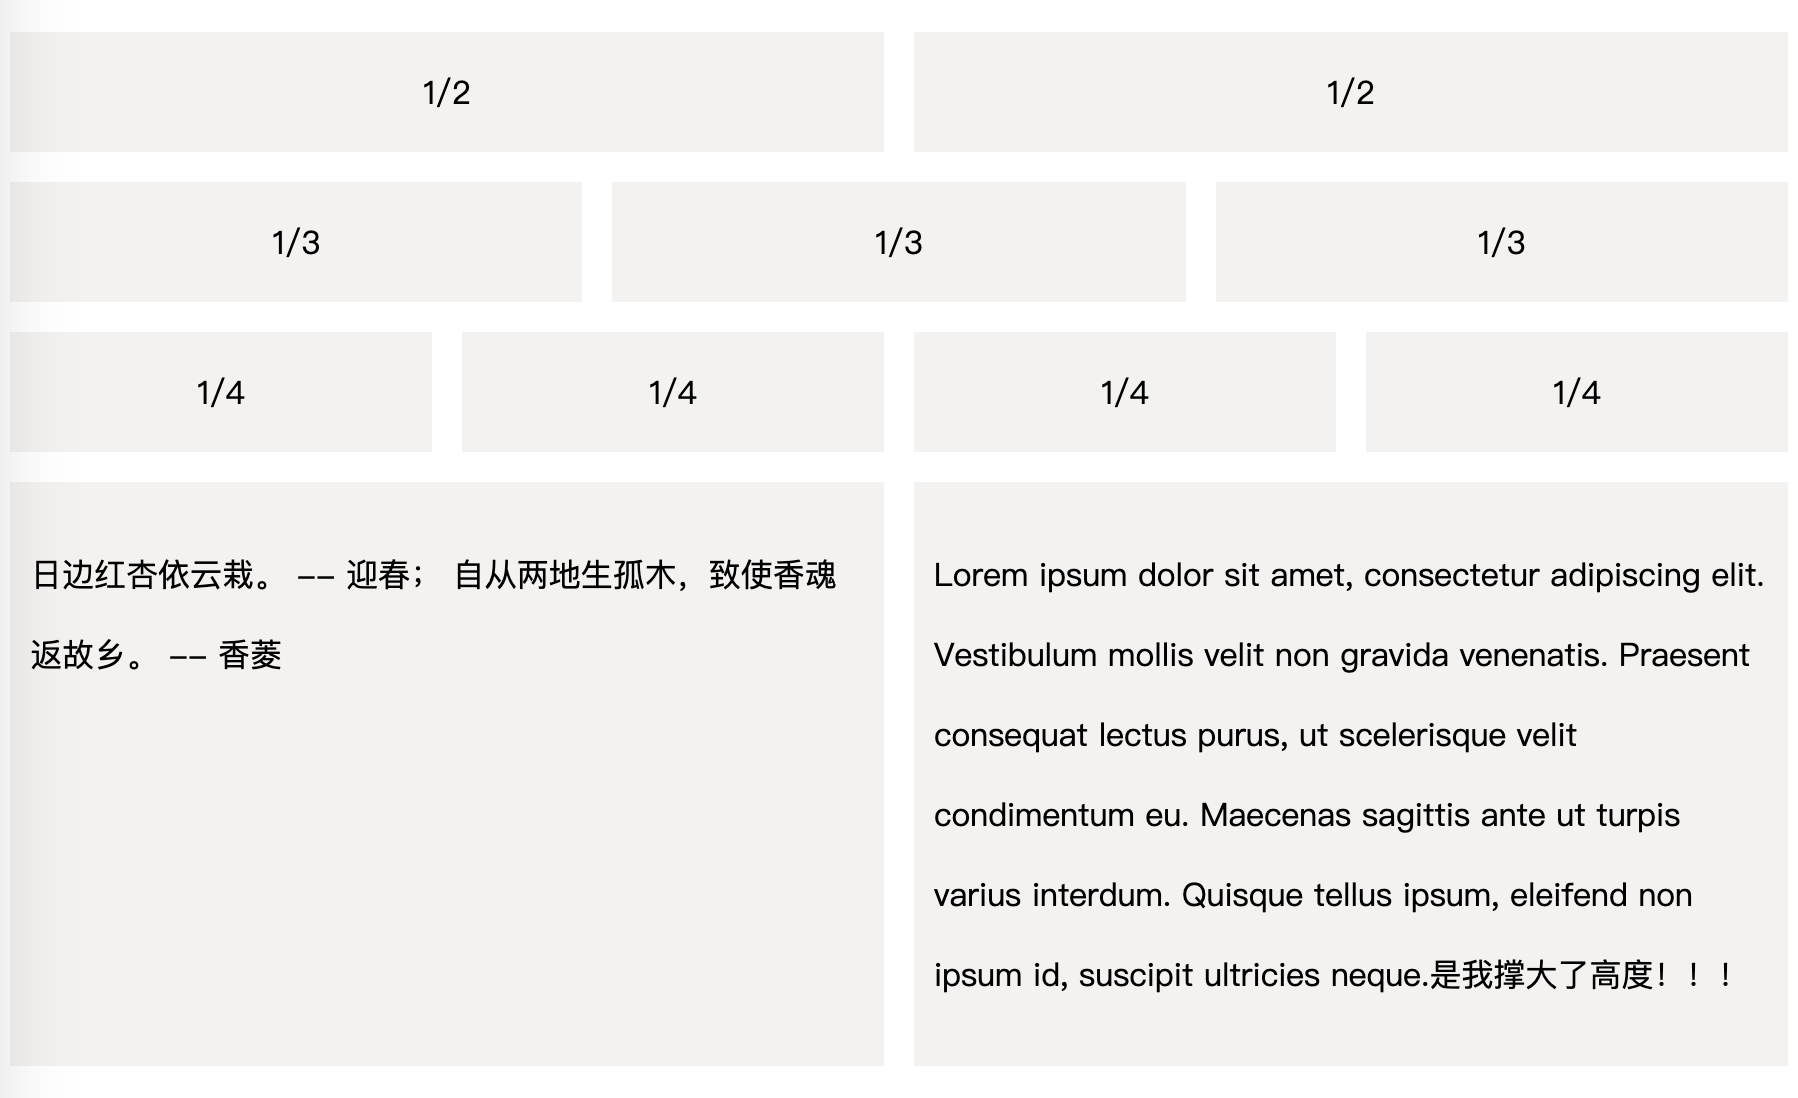 1/2
1/2
1/3
1/3
1/3
1/4
1/4
1/4
1/4
日边红杏依云栽。 -- 迎春； 自从两地生孤木，致使香魂
返故乡。 -- 香菱
Lorem ipsum dolor sit amet, consectetur adipiscing elit.
Vestibulum mollis velit non gravida venenatis. Praesent
consequat lectus purus, ut scelerisque velit
condimentum eu. Maecenas sagittis ante ut turpis
varius interdum. Quisque tellus ipsum, eleifend non
ipsum id, suscipit ultricies neque.是我撑大了高度！！！